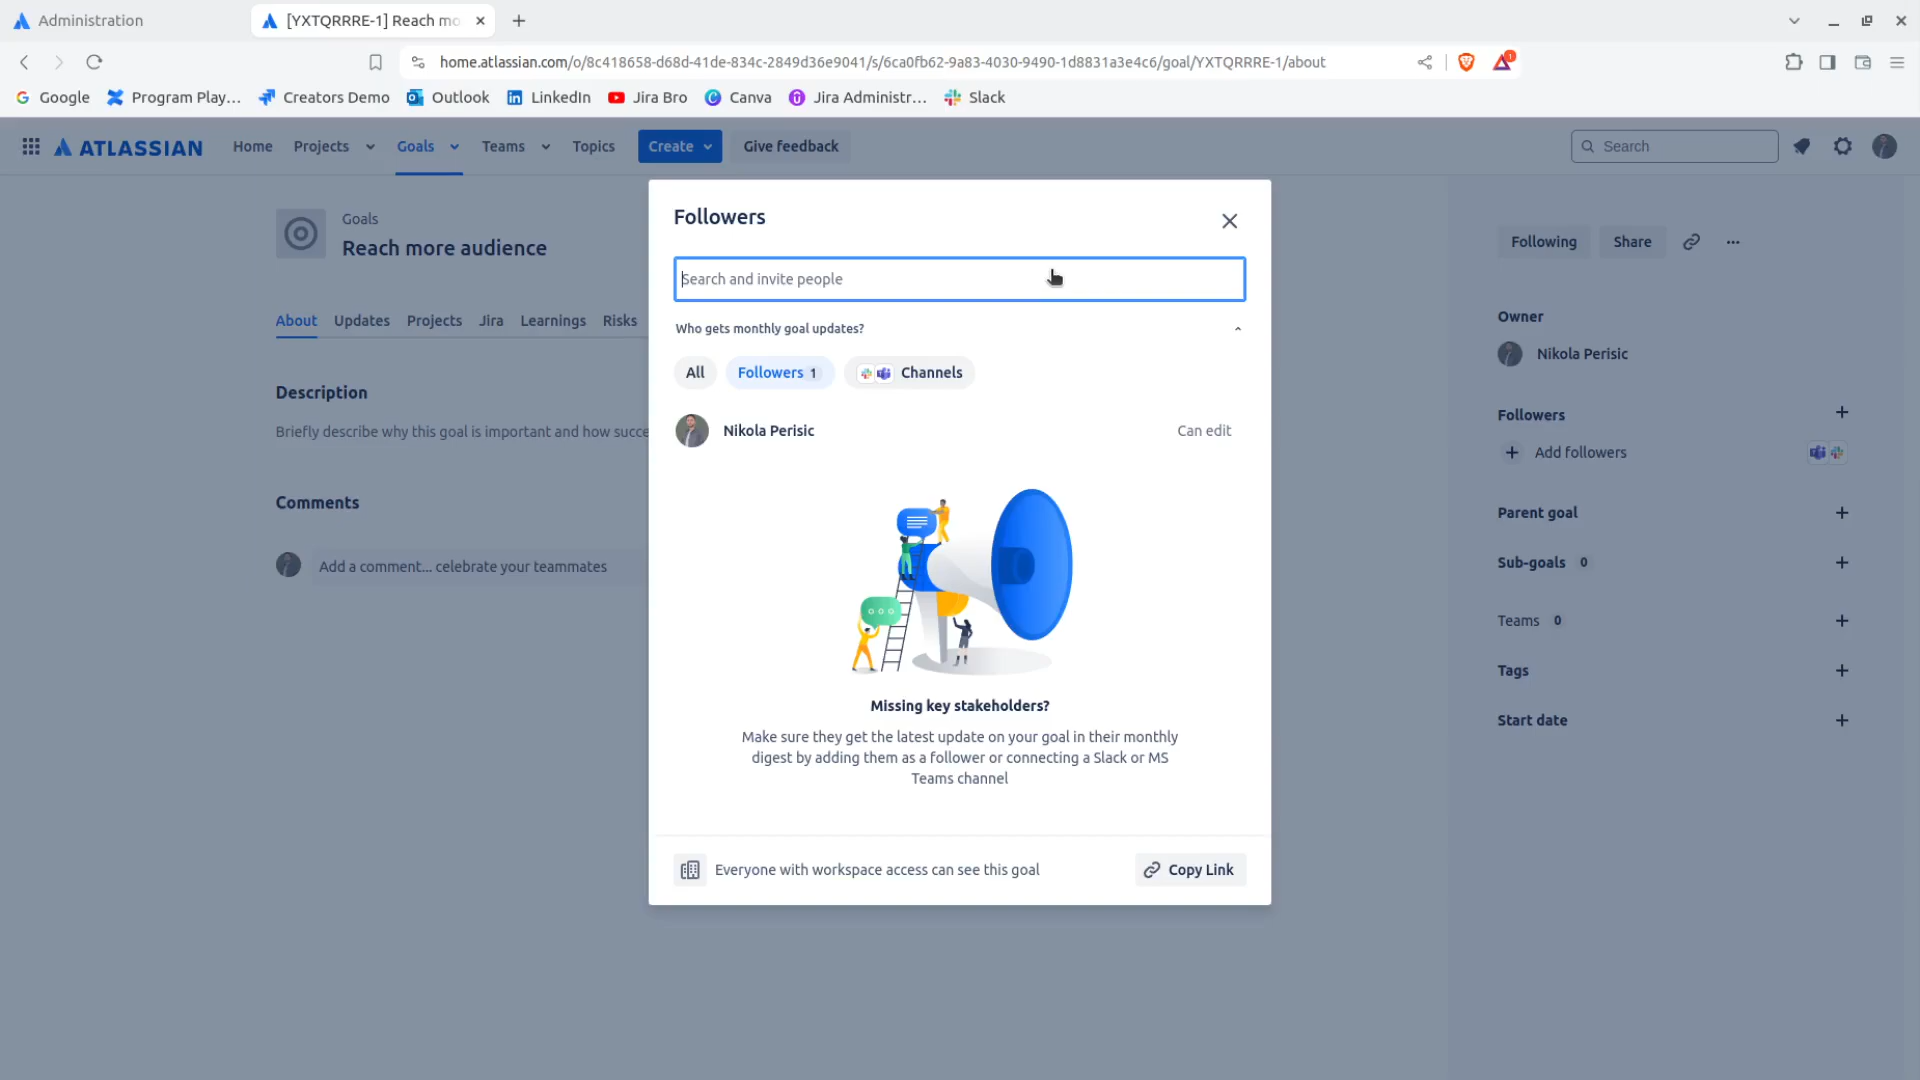 Administration
[YXTQRRRE-1] Reach mo
home.atlassian.com/o/8c418658-d68d-41de-834c-2849d36e9041/s/6ca0fb62-9a83-4030-9490-1d8831a3e4c6/goal/YXTQRRRE-1/about
1
Google
Program Play...
Creators Demo
Outlook
LinkedIn
Jira Bro
Canva
Jira Administr...
Slack
ATLASSIAN
Home
Projects
Goals
Teams
Topics
Create
Give feedback
Search
Goals
Reach more audience
About
Updates
Projects
Jira
Learnings
Risks
Description
Briefly describe why this goal is important and how succe
Comments
Add a comment... celebrate your teammates
Followers
Search and invite people
Who gets monthly goal updates?
All
Followers 1
Channels
Nikola Perisic
Can edit
Missing key stakeholders?
Make sure they get the latest update on your goal in their monthly
digest by adding them as a follower or connecting a Slack or MS
Teams channel
Everyone with workspace access can see this goal
Copy Link
Following
Share
Owner
Nikola Perisic
Followers
Add followers
Parent goal
Sub-goals 0
Teams 0
Tags
Start date